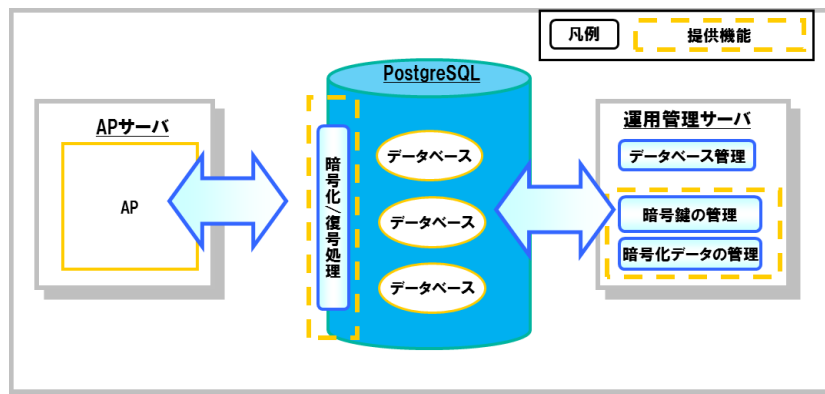 凡例
提供機能
PostgreSQL
APサーバ
AP
暗号化/復号処理
データベース
データベース
データベース
運用管理サーバ
データベース管理
暗号鍵の管理
暗号化データの管理